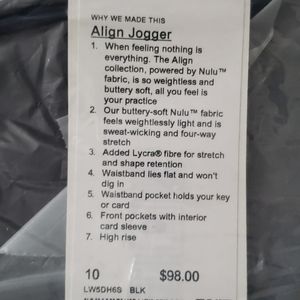 WHY WE MADE THIS
Align Jogger
1. When feeling nothing is
everything. The Align
collection, powered by Nulu™
fabric, is so weightless and
buttery soft, all you feel is
your practice
2. Our buttery-soft Nulu™ fabric
feels weightlessly light and is
sweat-wicking and four-way
stretch
3. Added Lycra® fibre for stretch
and shape retention
4. Waistband lies flat and won't
dig in
5. Waistband pocket holds your key
or card
6. Front pockets with interior
card sleeve
7. High rise
10 $98.00
LW5DH6S BLK